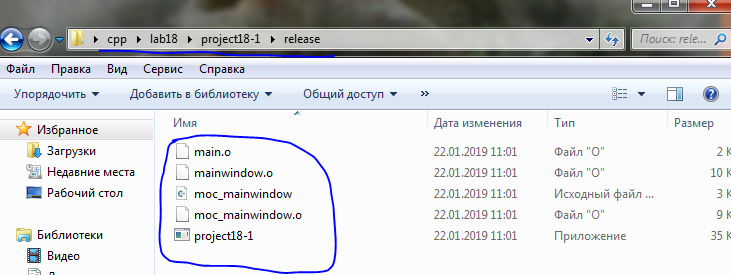 cpp ▸ lab18 ▸ project18-1 ▸ release
Поиск: rele...
Файл Правка Вид Сервис Справка
Упорядочить Добавить в библиотеку Общий доступ »
Избранное
Загрузки
Недавние места
Рабочий стол
Библиотеки
Видео
Имя Дата изменения Тип Размер
main.o 22.01.2019 11:01 Файл "O" 2 К
mainwindow.o 22.01.2019 11:01 Файл "O" 10 К
moc_mainwindow 22.01.2019 11:01 Исходный файл ... 3 К
moc_mainwindow.o 22.01.2019 11:01 Файл "O" 9 К
project18-1 22.01.2019 11:01 Приложение 35 К